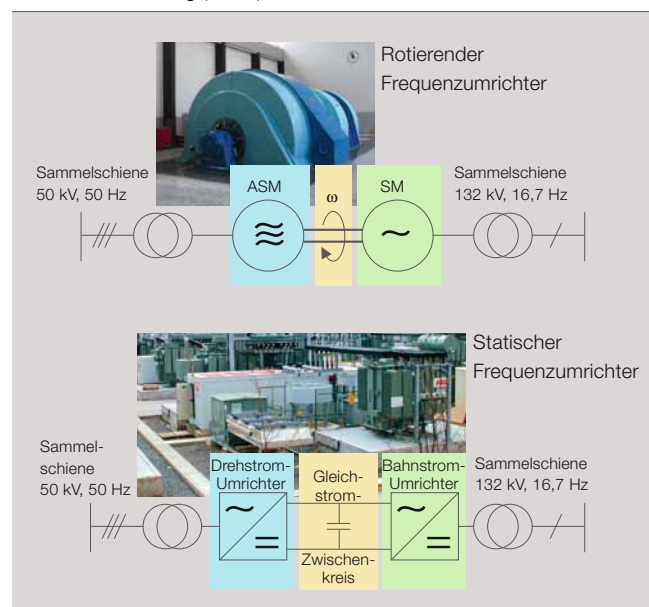 Rotierender
Frequenzumrichter
Sammelschiene
50 kV, 50 Hz
ASM
ω
SM
Sammelschiene
132 kV, 16,7 Hz
Statischer
Frequenzumrichter
Sammel-
schiene
50 kV, 50 Hz
Drehstrom-
Umrichter
Gleich-
strom-
Zwischen-
kreis
Bahnstrom-
Umrichter
Sammelschiene
132 kV, 16,7 Hz